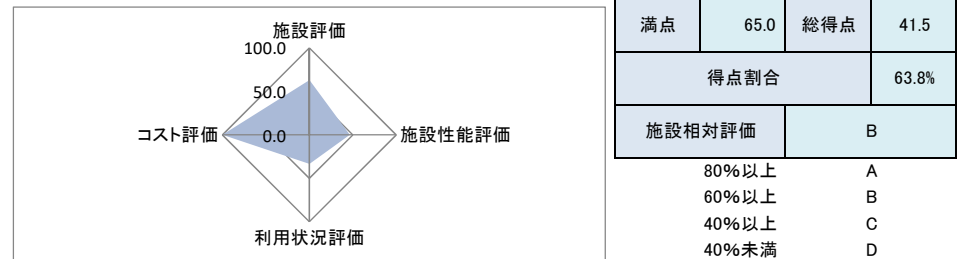 施設評価
100.0
50.0
0.0
コスト評価
施設性能評価
利用状況評価
満点 65.0 総得点 41.5
得点割合 63.8%
施設相対評価 B
80%以上 A
60%以上 B
40%以上 C
40%未満 D